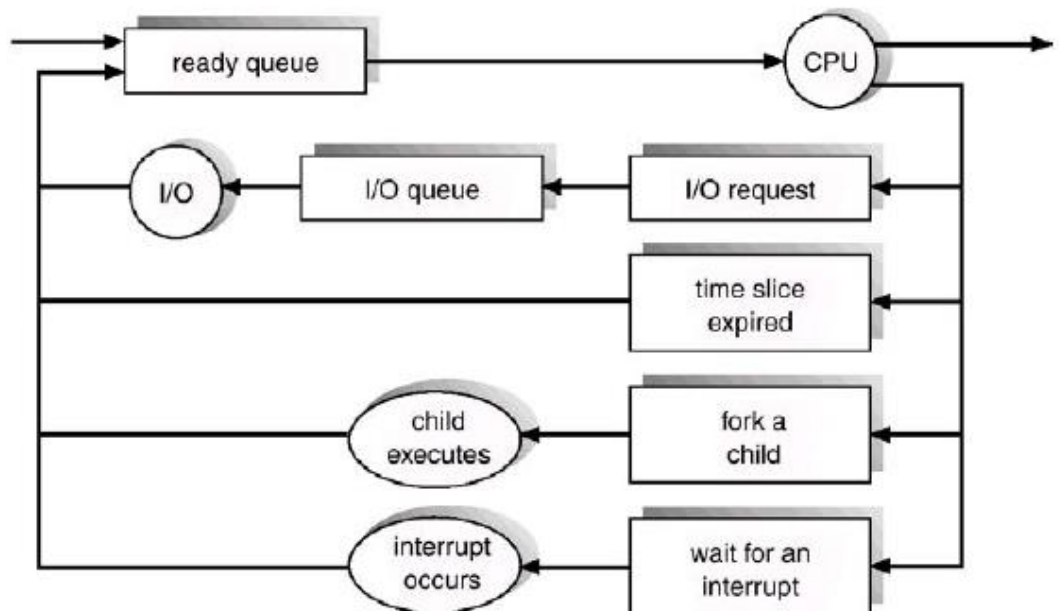 ready queue
CPU
I/O
I/O queue
I/O request
time slice
expired
child
executes
fork a
child
interrupt
occurs
wait for an
interrupt